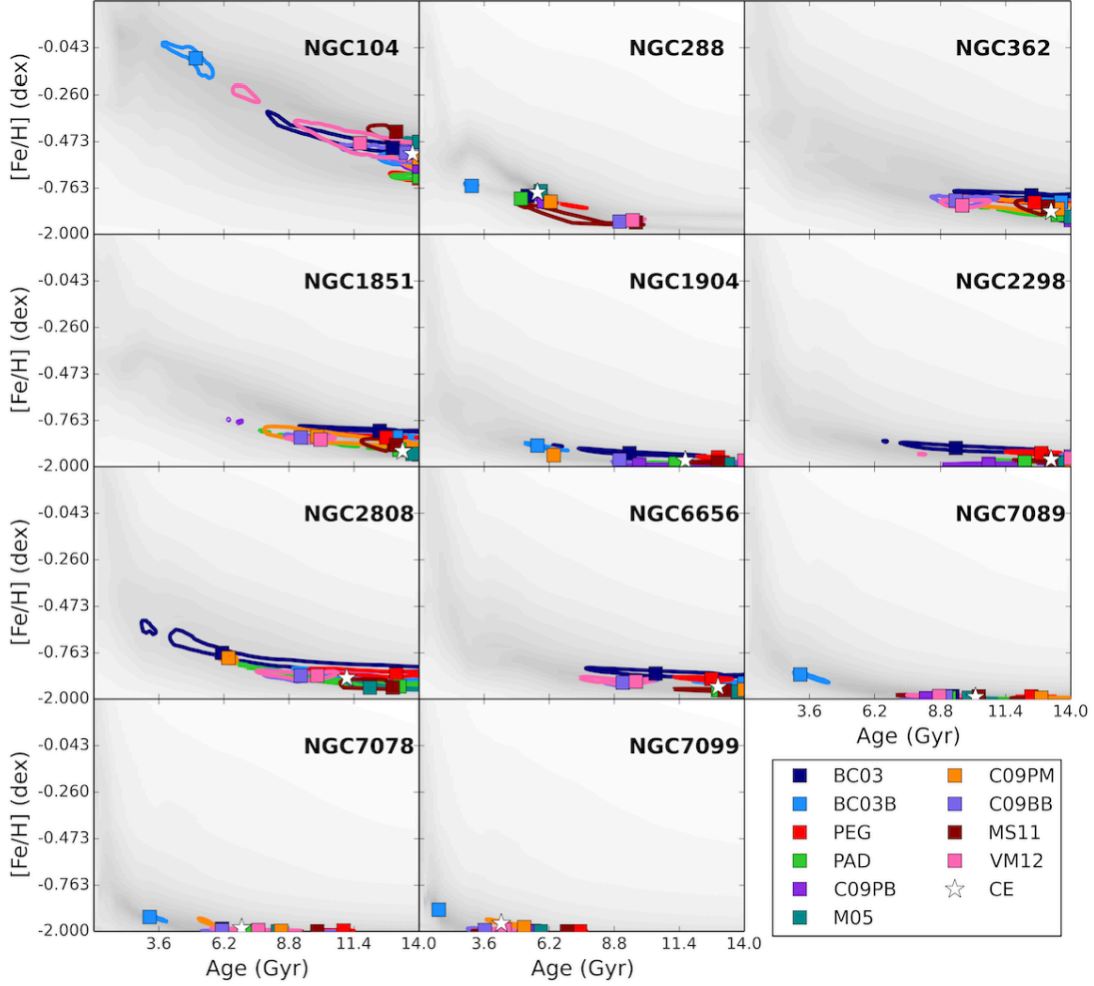 NGC104 NGC288 NGC362
[Fe/H] (dex)
-0.043
-0.260
-0.473
-0.763
-2.000
NGC1851 NGC1904 NGC2298
[Fe/H] (dex)
-0.043
-0.260
-0.473
-0.763
-2.000
NGC2808 NGC6656 NGC7089
[Fe/H] (dex)
-0.043
-0.260
-0.473
-0.763
-2.000
3.6 6.2 8.8 11.4 14.0
Age (Gyr)
NGC7078 NGC7099
[Fe/H] (dex)
-0.043
-0.260
-0.473
-0.763
-2.000
3.6 6.2 8.8 11.4 14.0 3.6 6.2 8.8 11.4 14.0
Age (Gyr) Age (Gyr)
BC03 C09PM
BC03B C09BB
PEG MS11
PAD VM12
C09PB CE
M05